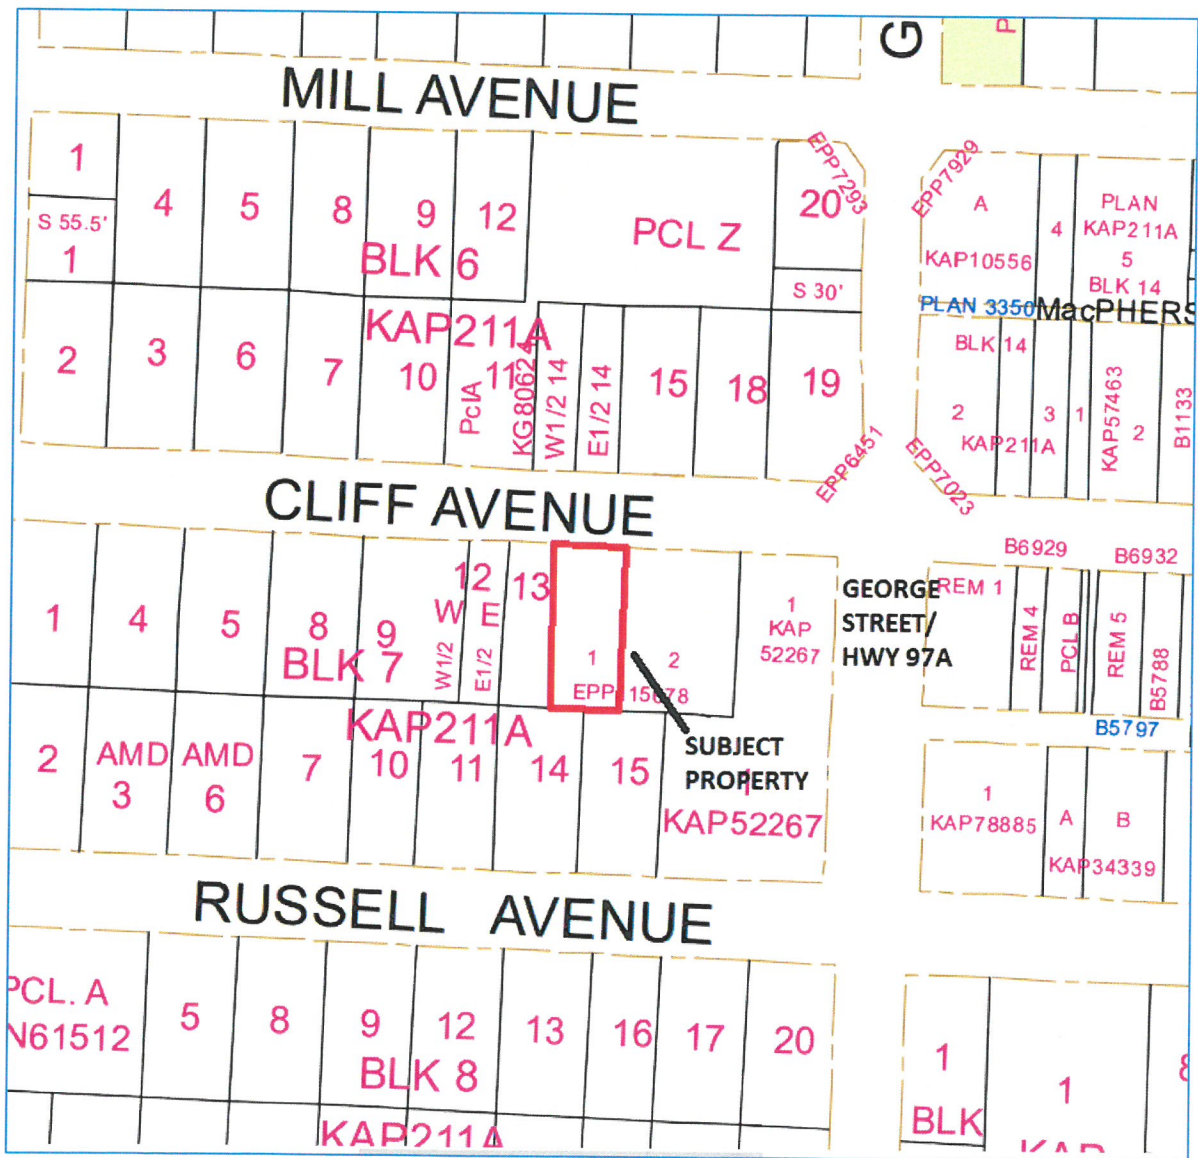 G
P
MILL AVENUE
1
4
5
8
9
12
PCL Z
20
EPP7293
EPP7929
A
KAP10556
4
PLAN
KAP211A
5
BLK 14
S 55.5'
1
BLK 6
S 30'
PLAN 3350
MacPHERS
2
3
6
7
KAP211A
10
PclA
11
KG80624
W1/2 14
E1/2 14
15
18
19
EPP6451
BLK 14
2
KAP211A
3
1
KAP57463
2
B1133
EPP7023
CLIFF AVENUE
B6929
B6932
1
4
5
8
9
BLK 7
12
W
E
W1/2
E1/2
13
1
2
EPP 15678
1
KAP
52267
GEORGE
STREET/
HWY 97A
REM 1
REM 4
PCL B
REM 5
B5788
B5797
2
AMD
3
AMD
6
7
KAP211A
10
11
14
15
SUBJECT
PROPERTY
1
KAP52267
1
KAP78885
A
B
KAP34339
RUSSELL AVENUE
PCL. A
N61512
5
8
9
12
BLK 8
13
16
17
20
KAP211A
1
BLK
1
KAP
8